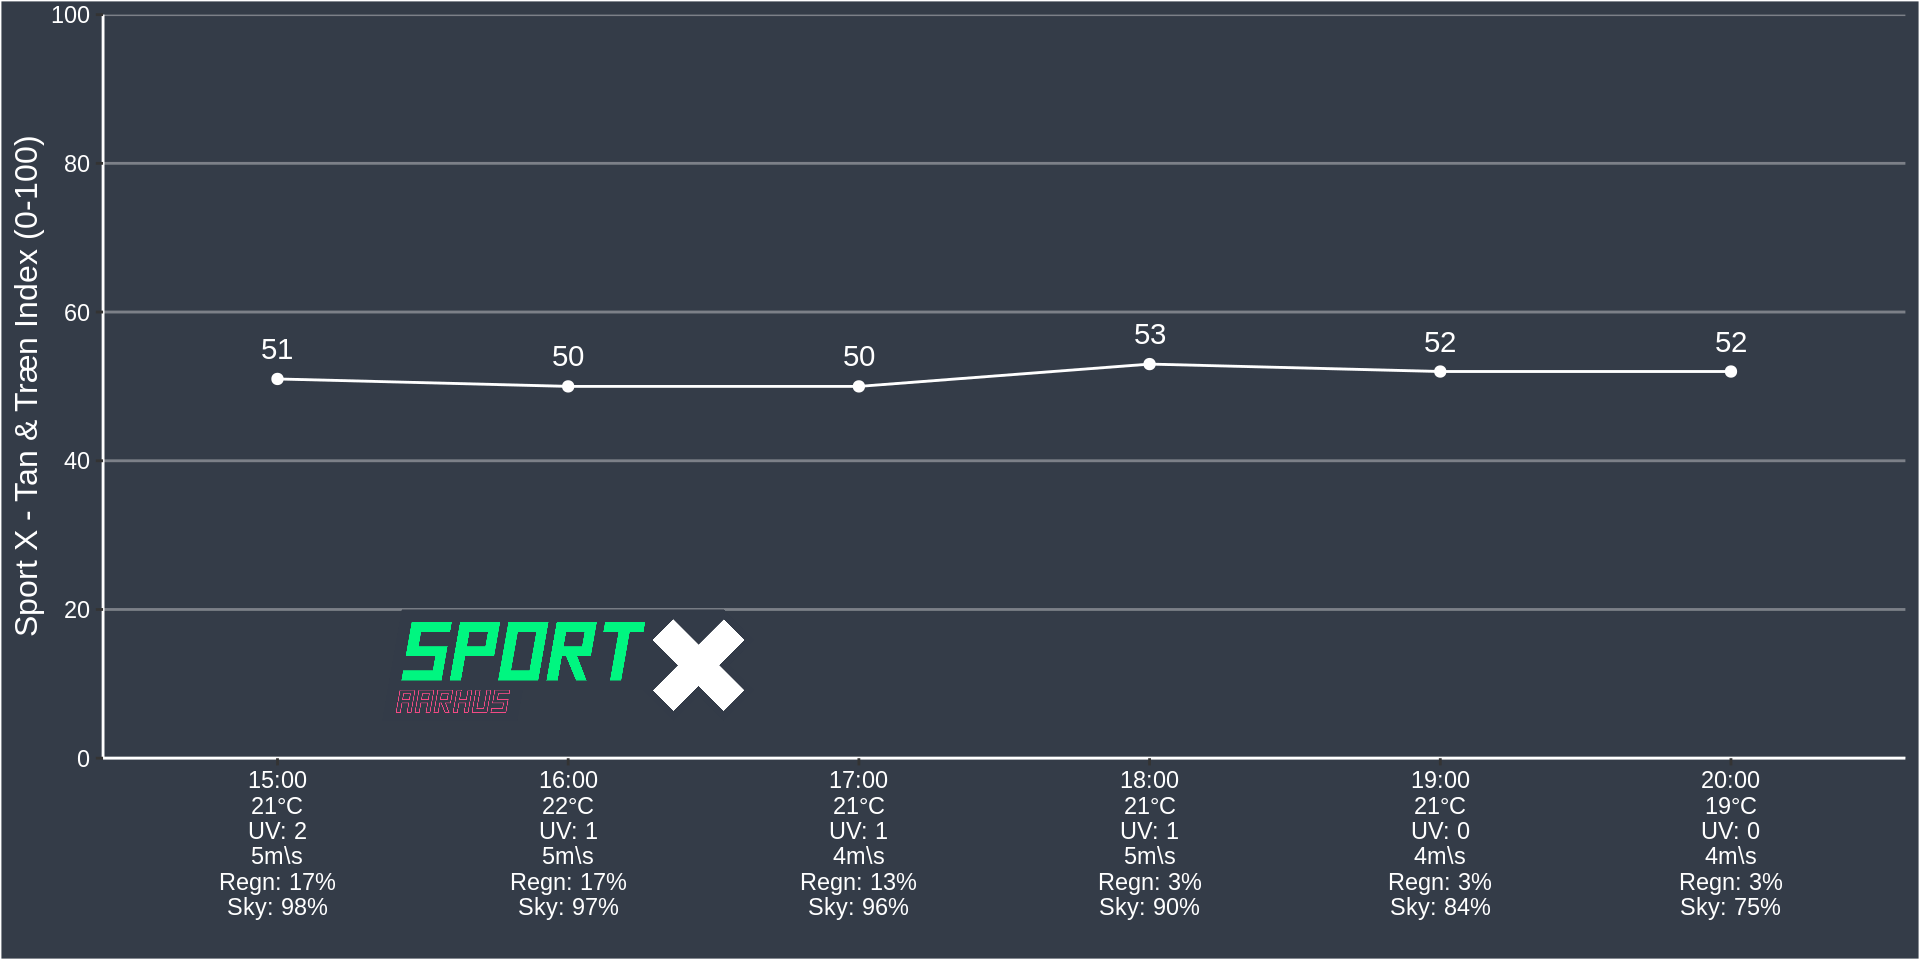 Sport X - Tan & Træn Index (0-100)
100
80
60
40
20
0
51
50
50
53
52
52
SPORT X
AARHUS
15:00
21°C
UV: 2
5m\s
Regn: 17%
Sky: 98%
16:00
22°C
UV: 1
5m\s
Regn: 17%
Sky: 97%
17:00
21°C
UV: 1
4m\s
Regn: 13%
Sky: 96%
18:00
21°C
UV: 1
5m\s
Regn: 3%
Sky: 90%
19:00
21°C
UV: 0
4m\s
Regn: 3%
Sky: 84%
20:00
19°C
UV: 0
4m\s
Regn: 3%
Sky: 75%